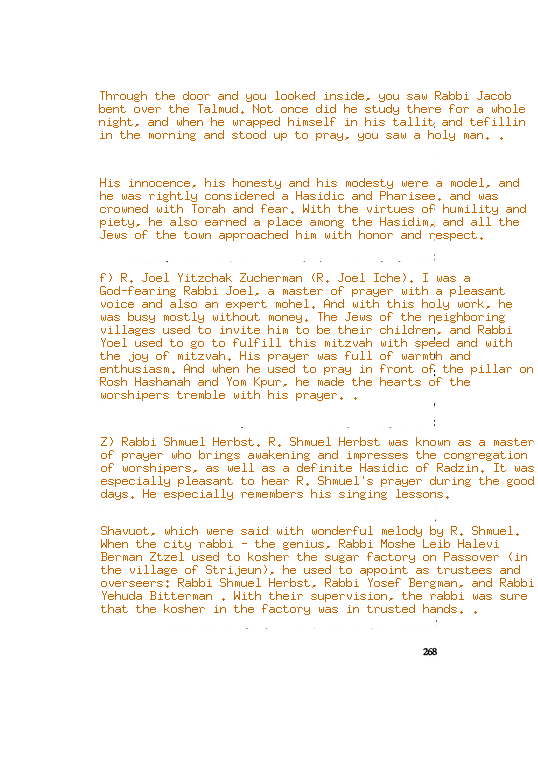 Through the door and you looked inside, you saw Rabbi Jacob
bent over the Talmud. Not once did he study there for a whole
night, and when he wrapped himself in his tallit and tefillin
in the morning and stood up to pray, you saw a holy man. .
His innocence, his honesty and his modesty were a model, and
he was rightly considered a Hasidic and Pharisee. and was
crowned with Torah and fear. With the virtues of humility and
piety, he also earned a place among the Hasidim, and all the
Jews of the town approached him with honor and respect.
f) R. Joel Yitzchak Zucherman (R. Joel Iche). I was a
God-fearing Rabbi Joel, a master of prayer with a pleasant
voice and also an expert mohel. And with this holy work, he
was busy mostly without money. The Jews of the neighboring
villages used to invite him to be their children, and Rabbi
Yoel used to go to fulfill this mitzvah with speed and with
the joy of mitzvah. His prayer was full of warmth and
enthusiasm. And when he used to pray in front of the pillar on
Rosh Hashanah and Yom Kpur, he made the hearts of the
worshipers tremble with his prayer. .
Z) Rabbi Shmuel Herbst. R. Shmuel Herbst was known as a master
of prayer who brings awakening and impresses the congregation
of worshipers, as well as a definite Hasidic of Radzin. It was
especially pleasant to hear R. Shmuel's prayer during the good
days. He especially remembers his singing lessons.
Shavuot, which were said with wonderful melody by R. Shmuel.
When the city rabbi - the genius, Rabbi Moshe Leib Halevi
Berman Ztzel used to kosher the sugar factory on Passover (in
the village of Strijeun), he used to appoint as trustees and
overseers: Rabbi Shmuel Herbst, Rabbi Yosef Bergman, and Rabbi
Yehuda Bitterman . With their supervision, the rabbi was sure
that the kosher in the factory was in trusted hands. .
268